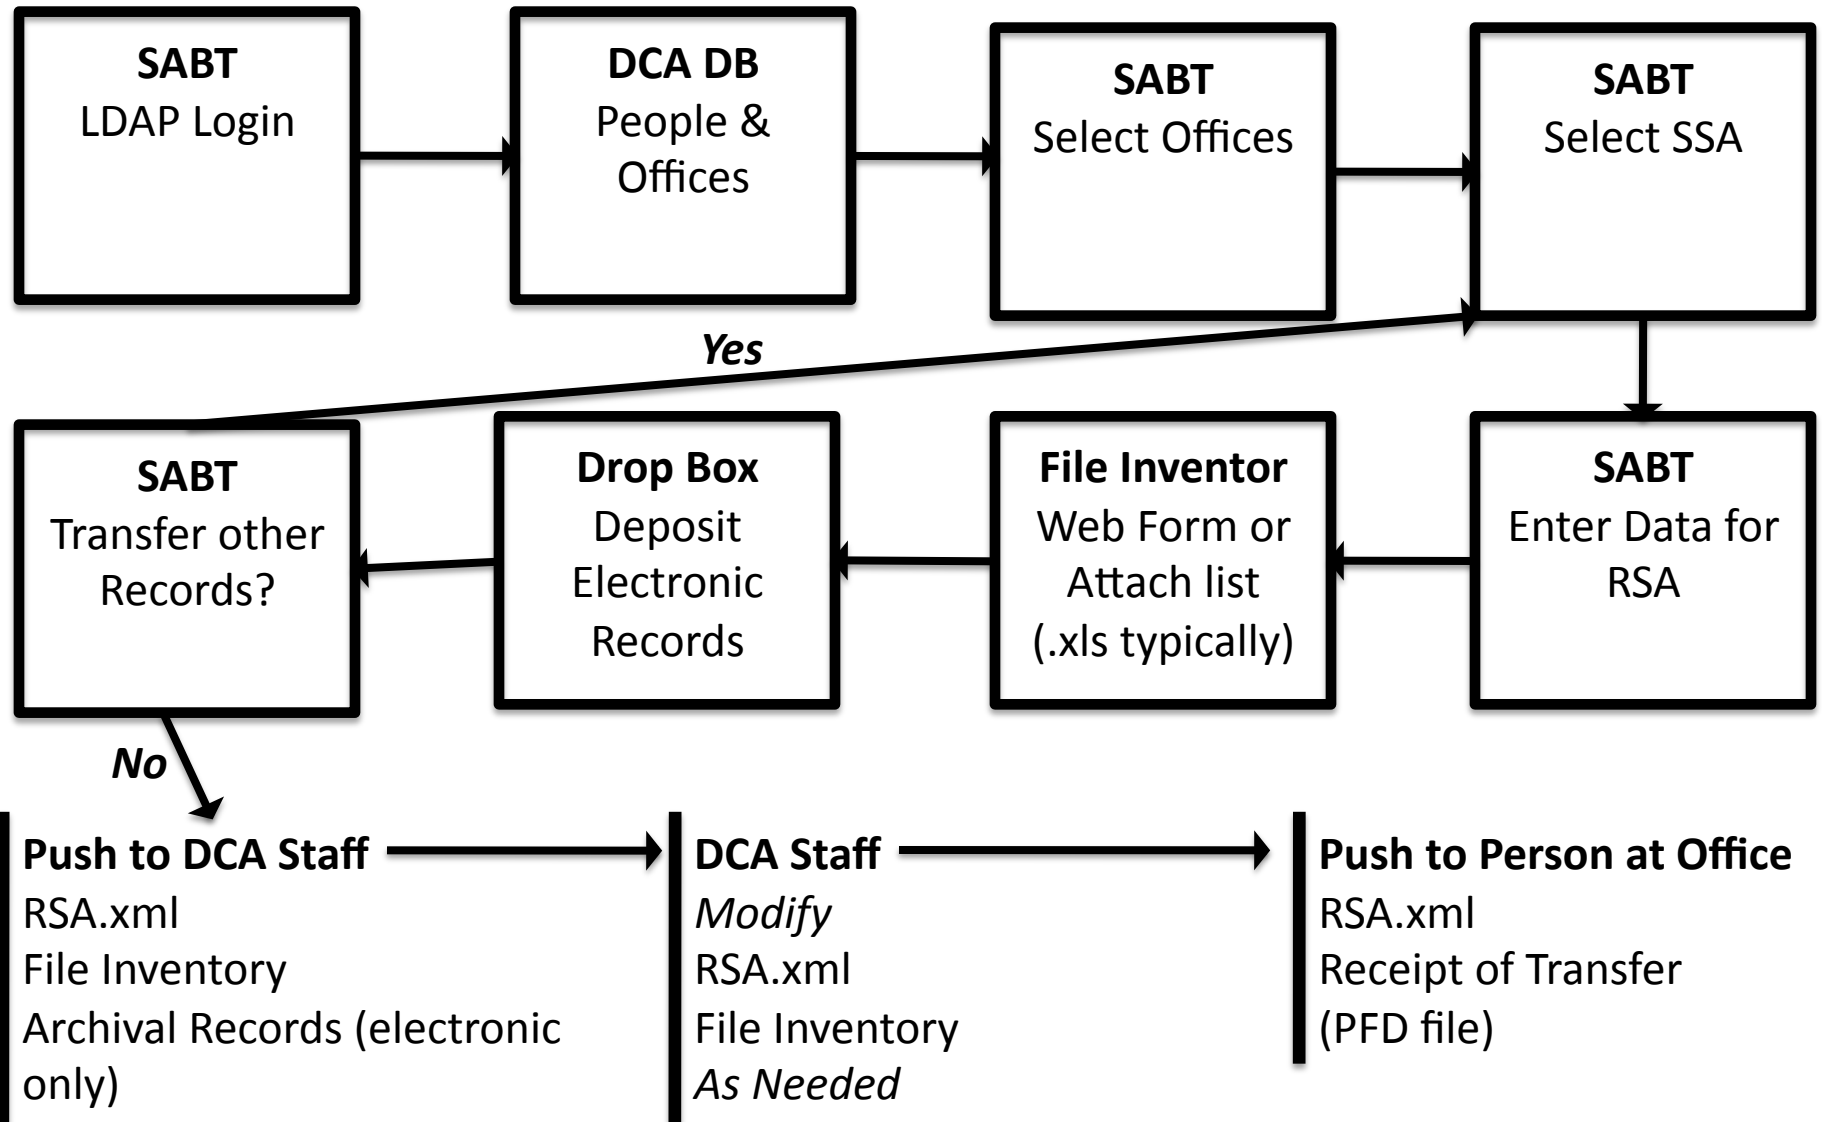 SABT
LDAP Login
DCA DB
People &
Offices
SABT
Select Offices
SABT
Select SSA
Yes
SABT
Transfer other
Records?
Drop Box
Deposit
Electronic
Records
File Inventor
Web Form or
Attach list
(.xls typically)
SABT
Enter Data for
RSA
No
Push to DCA Staff
RSA.xml
File Inventory
Archival Records (electronic
only)
DCA Staff
Modify
RSA.xml
File Inventory
As Needed
Push to Person at Office
RSA.xml
Receipt of Transfer
(PFD file)